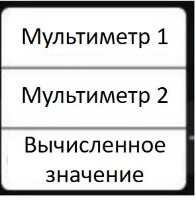 Мультиметр 1
Мультиметр 2
Вычисленное
значение